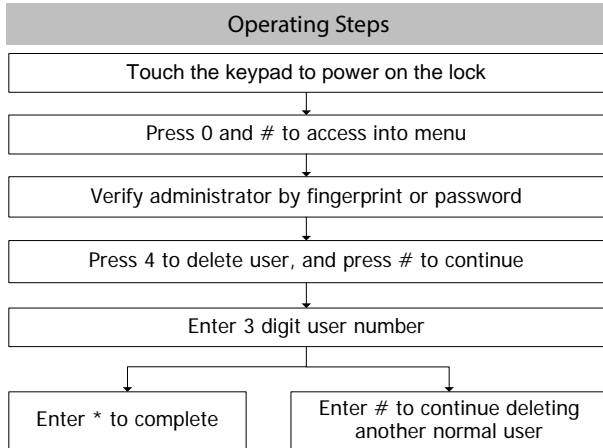 Operating Steps
Touch the keypad to power on the lock
Press 0 and # to access into menu
Verify administrator by fingerprint or password
Press 4 to delete user, and press # to continue
Enter 3 digit user number
Enter * to complete
Enter # to continue deleting
another normal user